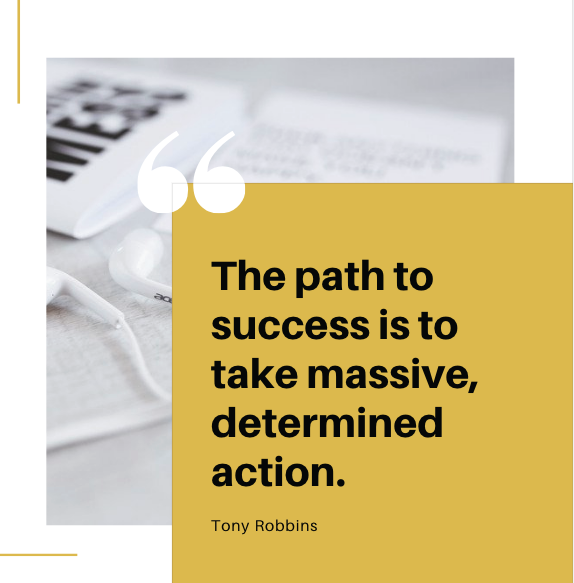 The path to
success is to
take massive,
determined
action.
Tony Robbins